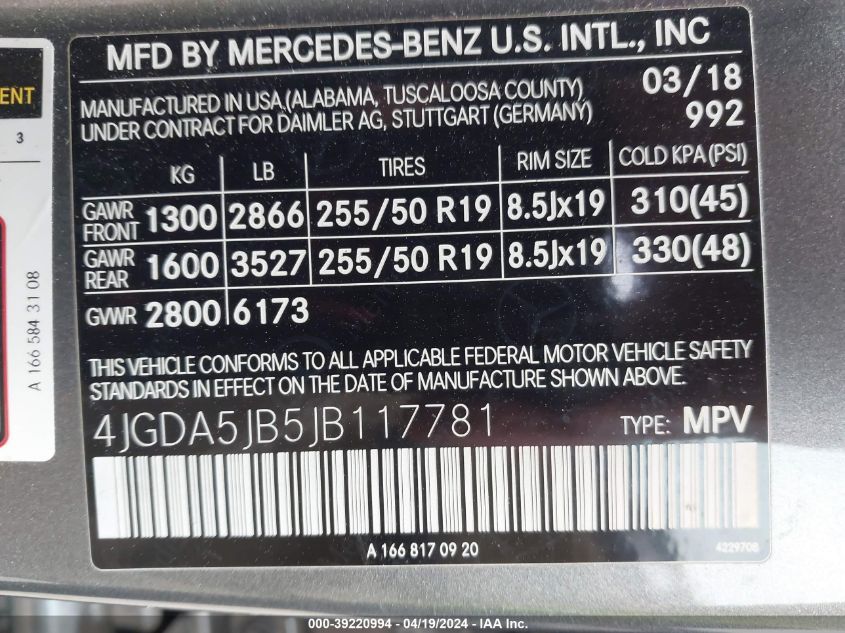 MFD BY MERCEDES-BENZ U.S. INTL., INC
MANUFACTURED IN USA,(ALABAMA, TUSCALOOSA COUNTY) 03/18
UNDER CONTRACT FOR DAIMLER AG, STUTTGART (GERMANY) 992
KG LB TIRES RIM SIZE COLD KPA (PSI)
GAWR FRONT 1300 2866 255/50 R19 8.5Jx19 310(45)
GAWR REAR 1600 3527 255/50 R19 8.5Jx19 330(48)
GVWR 2800 6173
THIS VEHICLE CONFORMS TO ALL APPLICABLE FEDERAL MOTOR VEHICLE SAFETY
STANDARDS IN EFFECT ON THE DATE OF MANUFACTURE SHOWN ABOVE.
4JGDA5JB5JB117781 TYPE: MPV
A 166 817 09 20 4229708
ENT
3
A 166 584 31 08
000-39220994 - 04/19/2024 - IAA Inc.